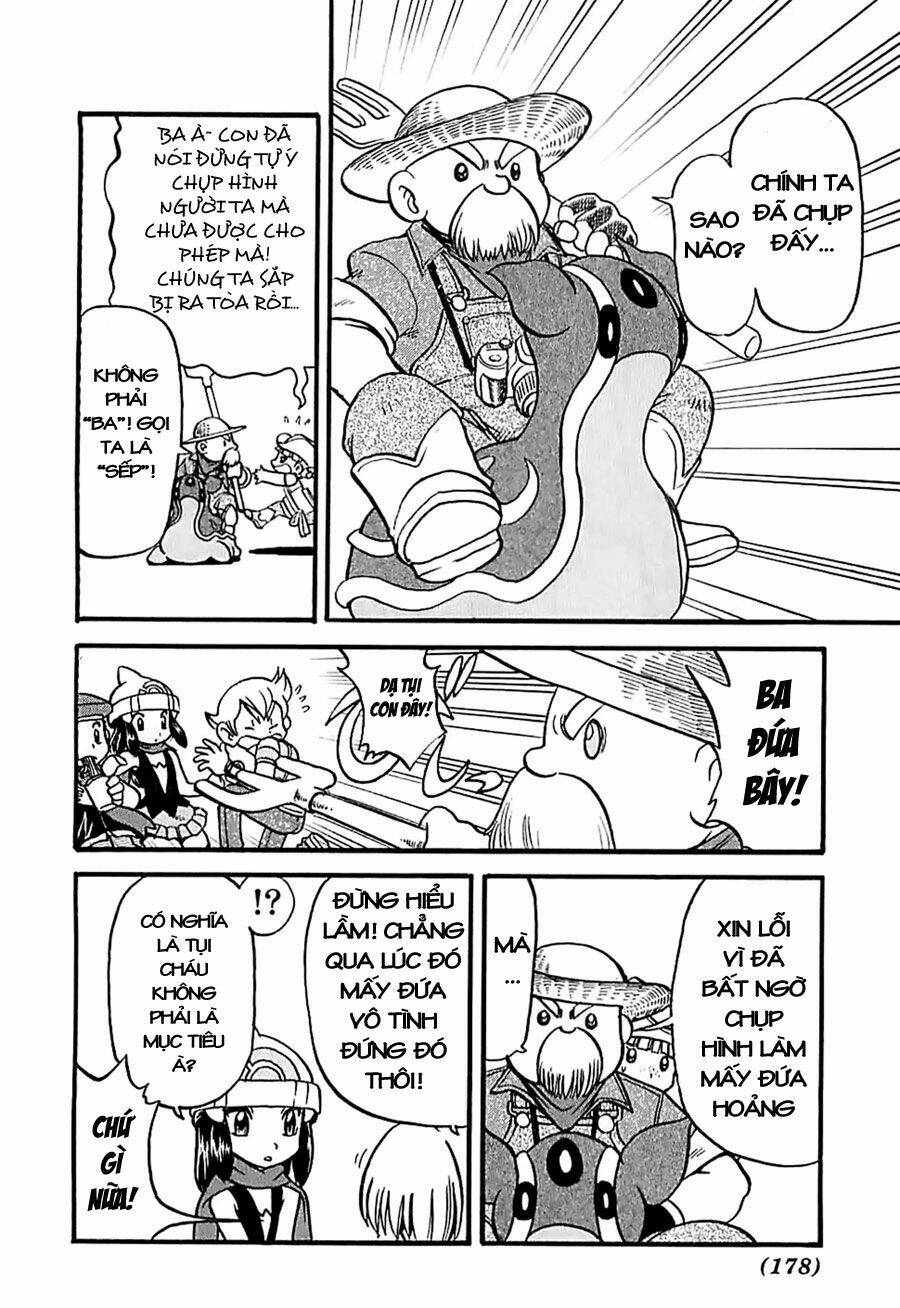 CHÍNH TA
ĐÃ CHỤP
ĐẤY...
SAO
NÀO?
BA À~ CON ĐÃ
NÓI ĐỪNG TỰ Ý
CHỤP HÌNH
NGƯỜI TA MÀ
CHƯA ĐƯỢC CHO
PHÉP MÀ!
CHÚNG TA SẮP
BỊ RA TÒA RỒI...
KHÔNG
PHẢI
“BA”! GỌI
TA LÀ
“SẾP”!
BA
ĐỨA
BÂY!
DẠ TỤI
CON ĐÂY!
XIN LỖI
VÌ ĐÃ
BẤT NGỜ
CHỤP
HÌNH LÀM
MẤY ĐỨA
HOẢNG
MÀ
...
ĐỪNG HIỂU
LẦM! CHẲNG
QUA LÚC ĐÓ
MẤY ĐỨA
VÔ TÌNH
ĐỨNG ĐÓ
THÔI!
!?
CÓ NGHĨA
LÀ TỤI
CHÁU
KHÔNG
PHẢI LÀ
MỤC TIÊU
À?
CHỨ
GÌ
NỮA!
(178)